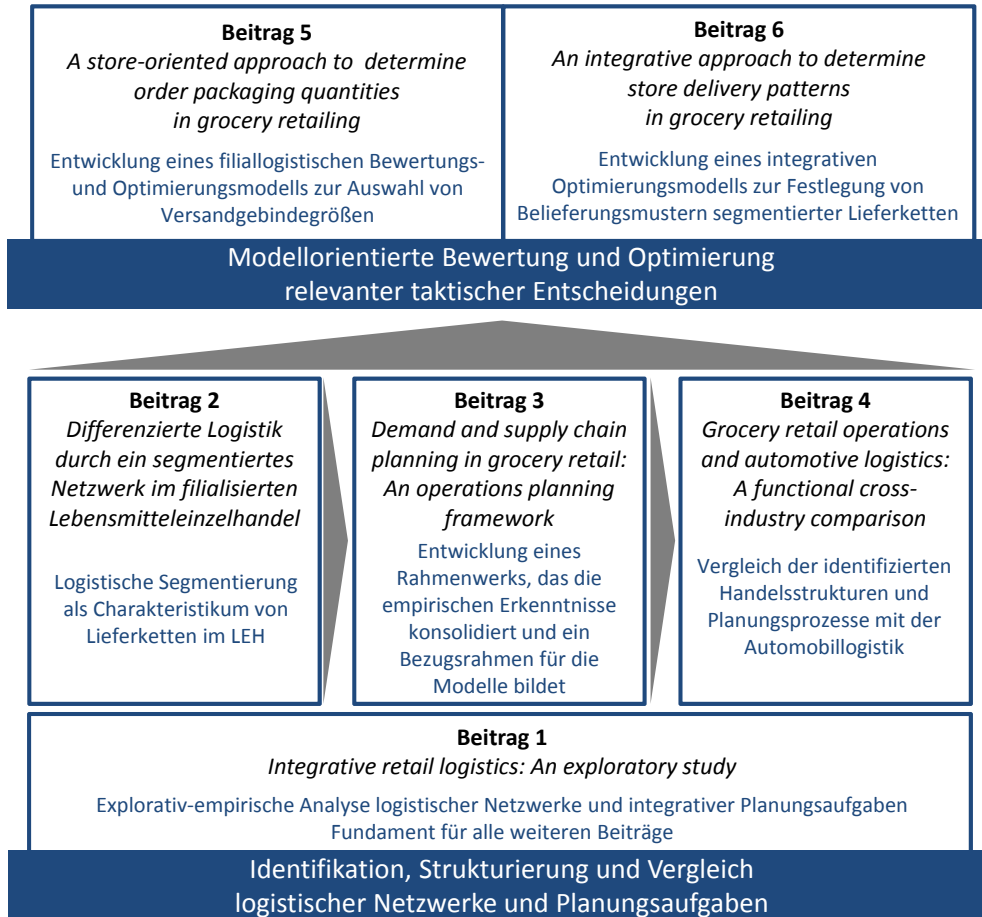 Beitrag 5
A store-oriented approach to determine
order packaging quantities
in grocery retailing
Entwicklung eines filiallogistischen Bewertungs-
und Optimierungsmodells zur Auswahl von
Versandgebindegrößen
Beitrag 6
An integrative approach to determine
store delivery patterns
in grocery retailing
Entwicklung eines integrativen
Optimierungsmodells zur Festlegung von
Belieferungsmustern segmentierter Lieferketten
Modellorientierte Bewertung und Optimierung
relevanter taktischer Entscheidungen
Beitrag 2
Differenzierte Logistik
durch ein segmentiertes
Netzwerk im filialisierten
Lebensmitteleinzelhandel
Logistische Segmentierung
als Charakteristikum von
Lieferketten im LEH
Beitrag 3
Demand and supply chain
planning in grocery retail:
An operations planning
framework
Entwicklung eines
Rahmenwerks, das die
empirischen Erkenntnisse
konsolidiert und ein
Bezugsrahmen für die
Modelle bildet
Beitrag 4
Grocery retail operations
and automotive logistics:
A functional cross-
industry comparison
Vergleich der identifizierten
Handelsstrukturen und
Planungsprozesse mit der
Automobillogistik
Beitrag 1
Integrative retail logistics: An exploratory study
Explorativ-empirische Analyse logistischer Netzwerke und integrativer Planungsaufgaben
Fundament für alle weiteren Beiträge
Identifikation, Strukturierung und Vergleich
logistischer Netzwerke und Planungsaufgaben